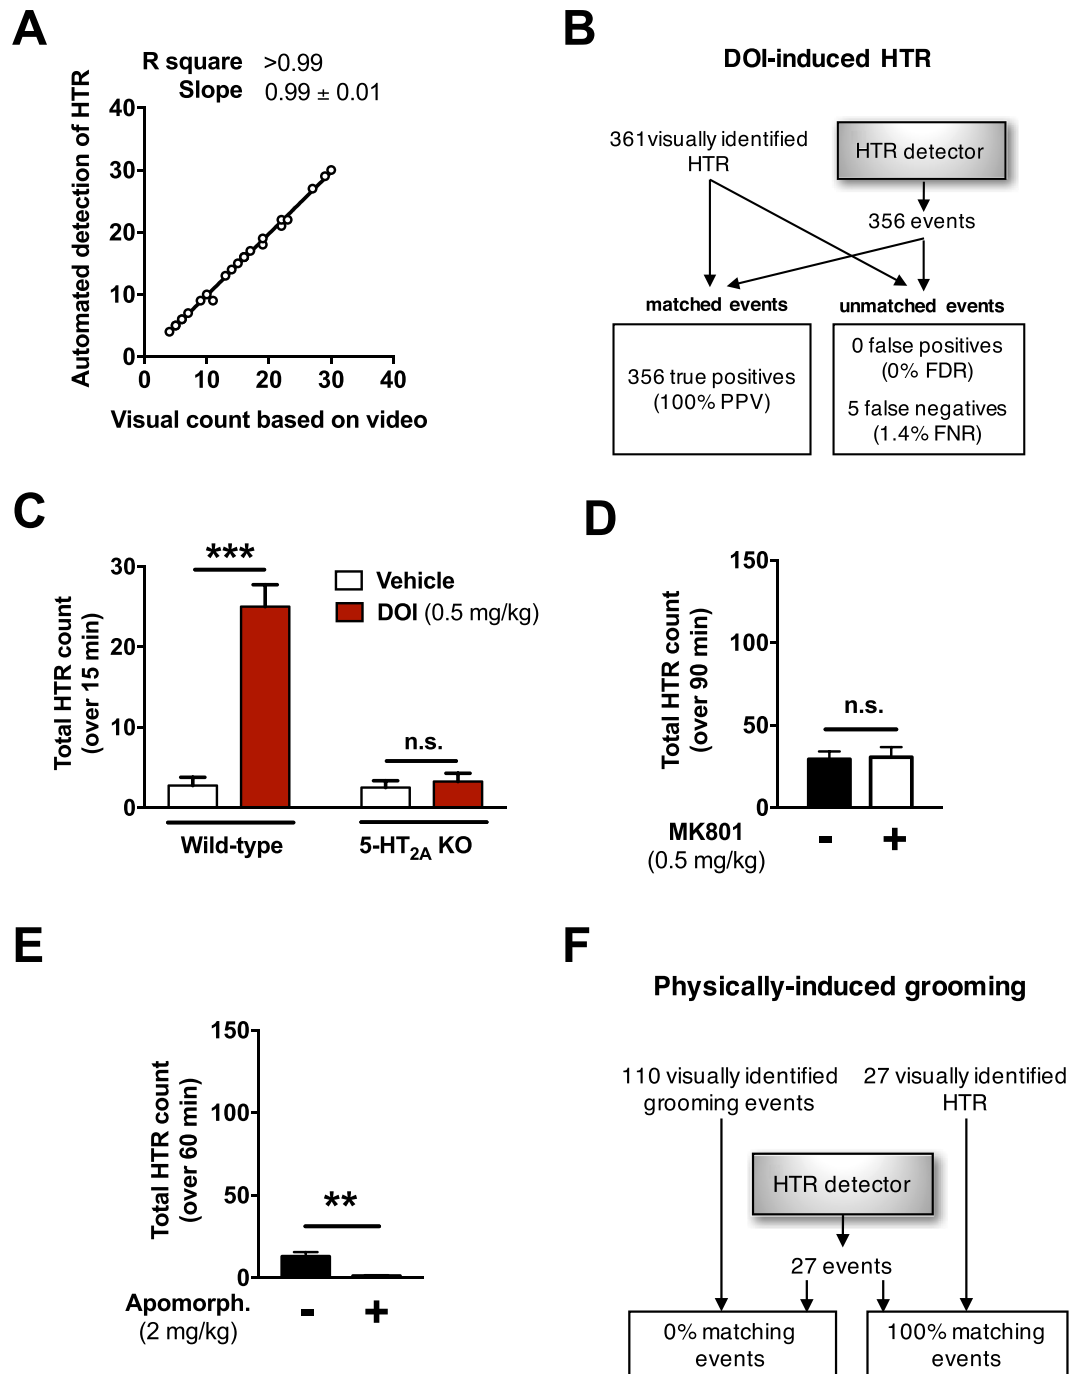 A
R square >0.99
Slope 0.99 ± 0.01
Automated detection of HTR
40
30
20
10
0
0 10 20 30 40
Visual count based on video
B
DOI-induced HTR
361visually identified
HTR
HTR detector
356 events
matched events
unmatched events
356 true positives
(100% PPV)
0 false positives
(0% FDR)
5 false negatives
(1.4% FNR)
C
Total HTR count
(over 15 min)
30
20
10
0
***
Vehicle
DOI (0.5 mg/kg)
n.s.
Wild-type
5-HT2A KO
D
Total HTR count
(over 90 min)
150
100
50
0
n.s.
MK801 - +
(0.5 mg/kg)
E
Total HTR count
(over 60 min)
150
100
50
0
**
Apomorph. - +
(2 mg/kg)
F
Physically-induced grooming
110 visually identified
grooming events
27 visually identified
HTR
HTR detector
27 events
0% matching
events
100% matching
events